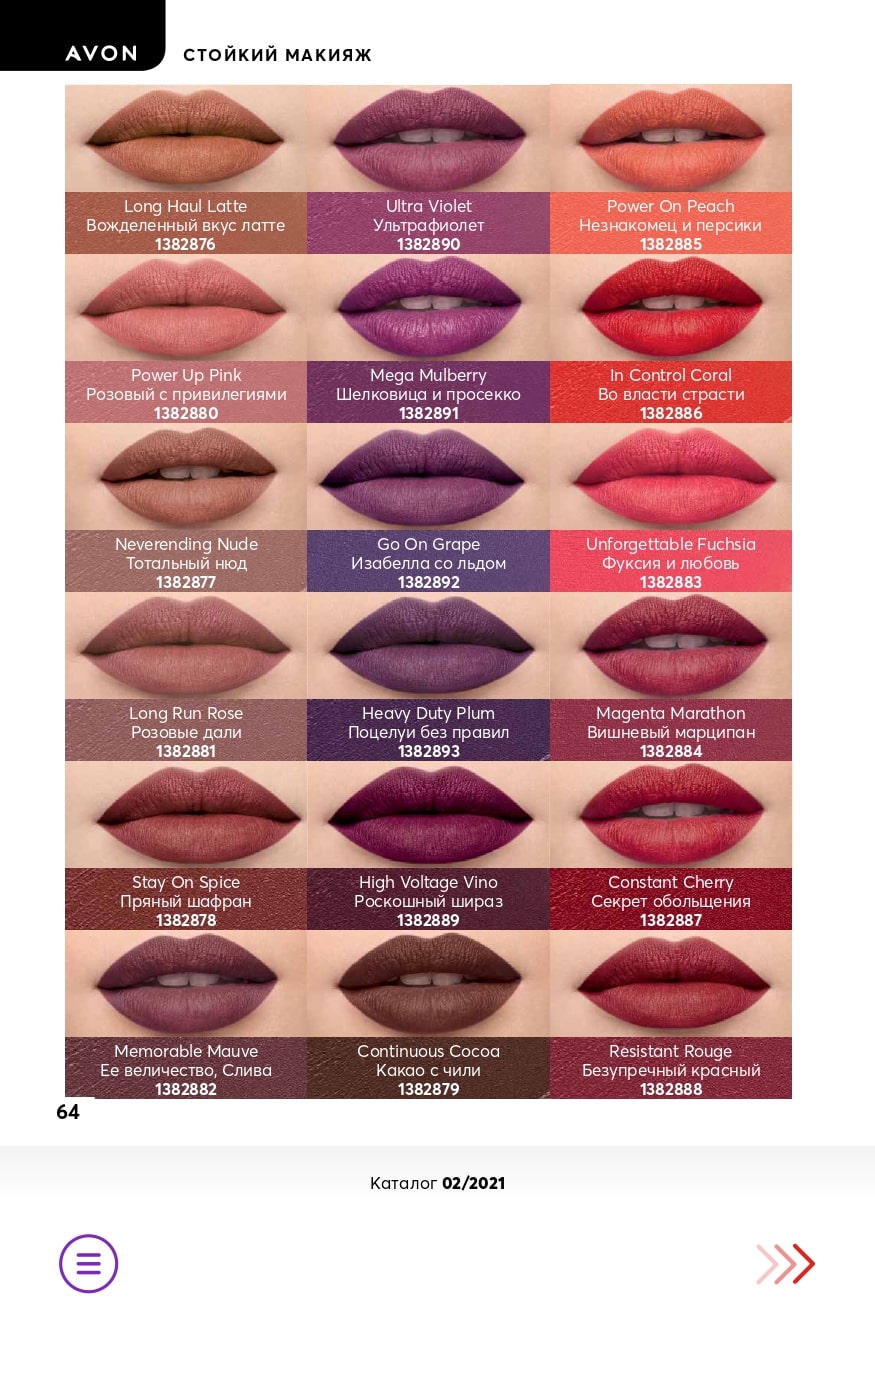 AVON
СТОЙКИЙ МАКИЯЖ
Long Haul Latte
Вожделенный вкус латте
1382876
Ultra Violet
Ультрафиолет
1382890
Power On Peach
Незнакомец и персики
1382885
Power Up Pink
Розовый с привилегиями
1382880
Mega Mulberry
Шелковица и просекко
1382891
In Control Coral
Во власти страсти
1382886
Neverending Nude
Тотальный нюд
1382877
Go On Grape
Изабелла со льдом
1382892
Unforgettable Fuchsia
Фуксия и любовь
1382883
Long Run Rose
Розовые дали
1382881
Heavy Duty Plum
Поцелуи без правил
1382893
Magenta Marathon
Вишневый марципан
1382884
Stay On Spice
Пряный шафран
1382878
High Voltage Vino
Роскошный шираз
1382889
Constant Cherry
Секрет обольщения
1382887
Memorable Mauve
Ее величество, Слива
1382882
Continuous Cocoa
Какао с чили
1382879
Resistant Rouge
Безупречный красный
1382888
64
Каталог 02/2021